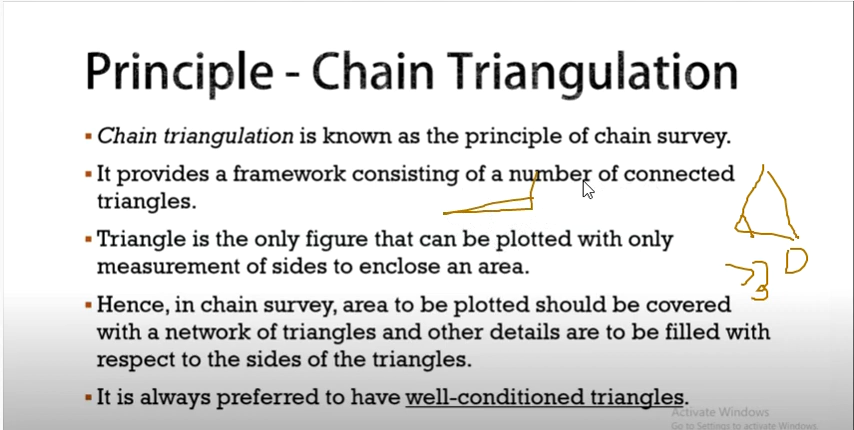 Principle - Chain Triangulation
▪ Chain triangulation is known as the principle of chain survey.
▪ It provides a framework consisting of a number of connected
triangles.
▪ Triangle is the only figure that can be plotted with only
measurement of sides to enclose an area.
▪ Hence, in chain survey, area to be plotted should be covered
with a network of triangles and other details are to be filled with
respect to the sides of the triangles.
▪ It is always preferred to have well-conditioned triangles.
Activate Windows
Go to Settings to activate Windows.